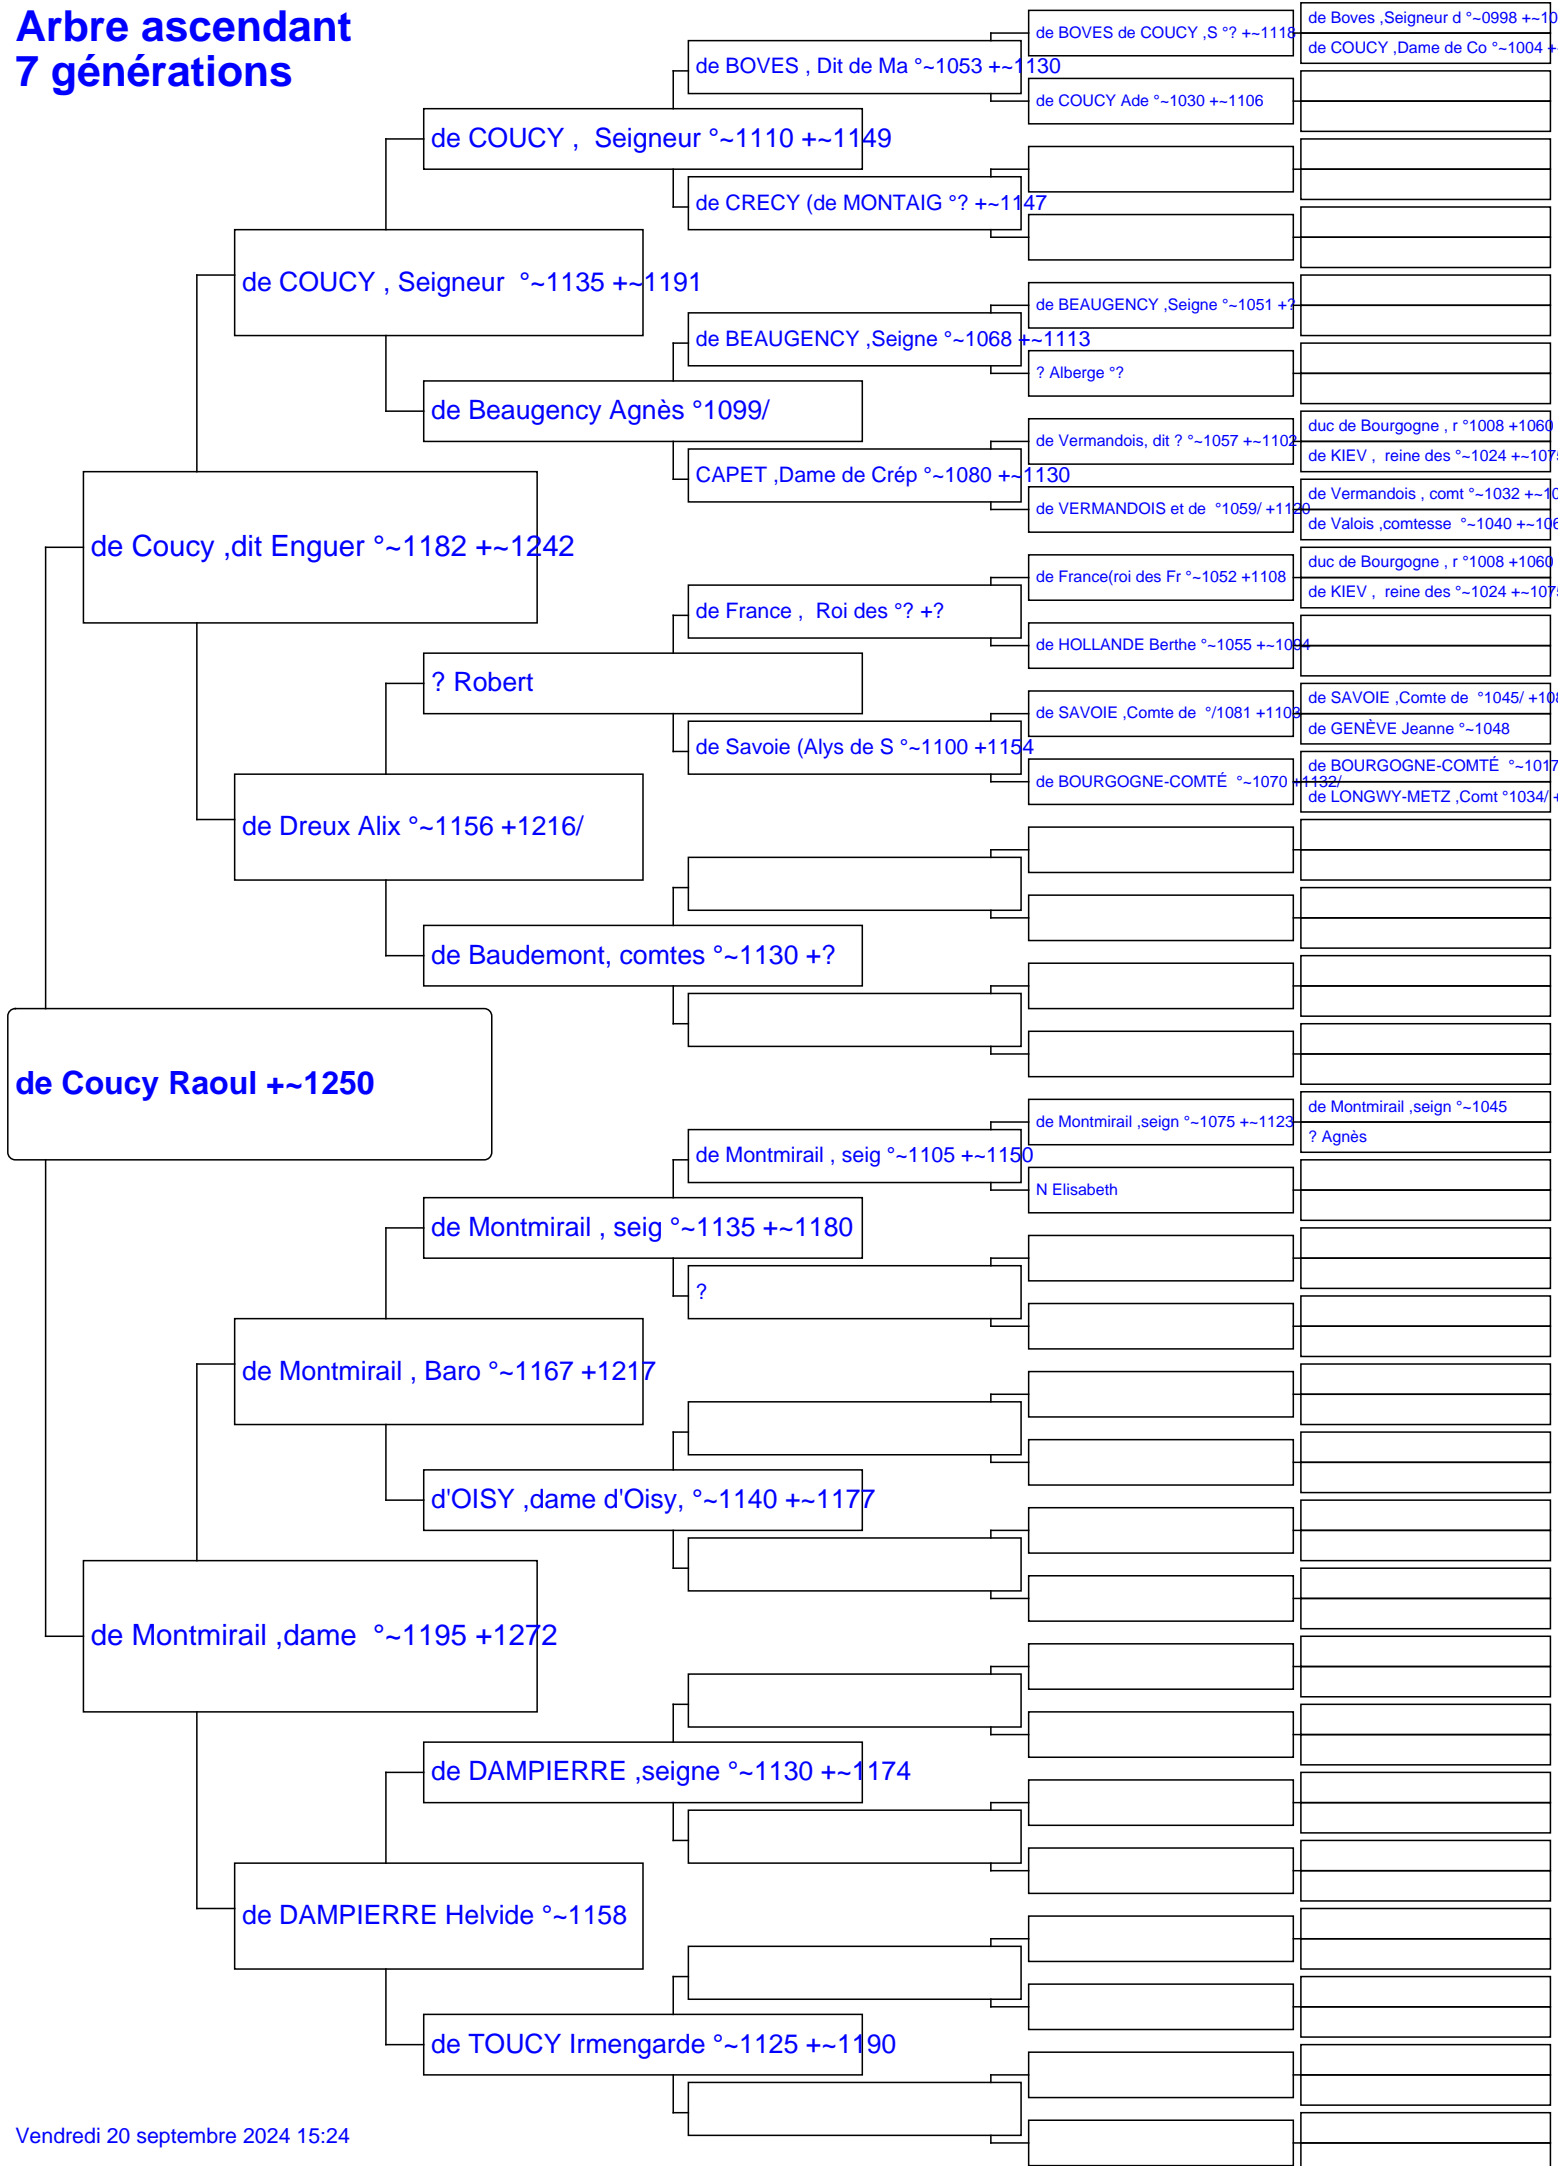 Arbre ascendant
7 générations
de Boves ,Seigneur d °~0998 +~10
de BOVES de COUCY ,S °? +~1118
de COUCY ,Dame de Co °~1004 +
de BOVES , Dit de Ma °~1053 +~1130
de COUCY Ade °~1030 +~1106
de COUCY ,  Seigneur °~1110 +~1149
de CRECY (de MONTAIG °? +~1147
de COUCY , Seigneur  °~1135 +~1191
de BEAUGENCY ,Seigne °~1051 +?
de BEAUGENCY ,Seigne °~1068 +~1113
? Alberge °?
de Beaugency Agnès °1099/
duc de Bourgogne , r °1008 +1060
de Vermandois, dit ? °~1057 +~1102
de KIEV ,  reine des °~1024 +~1075
CAPET ,Dame de Crép °~1080 +~1130
de Vermandois , comt °~1032 +~10
de VERMANDOIS et de  °1059/ +1120
de Valois ,comtesse  °~1040 +~106
de Coucy ,dit Enguer °~1182 +~1242
duc de Bourgogne , r °1008 +1060
de France(roi des Fr °~1052 +1108
de KIEV ,  reine des °~1024 +~1075
de France ,  Roi des °? +?
de HOLLANDE Berthe °~1055 +~1094
? Robert
de SAVOIE ,Comte de  °1045/ +108
de SAVOIE ,Comte de  °/1081 +1103
de GENÈVE Jeanne °~1048
de Savoie (Alys de S °~1100 +1154
de BOURGOGNE-COMTÉ  °~1017
de BOURGOGNE-COMTÉ  °~1070 +1132/
de LONGWY-METZ ,Comt °1034/ +
de Dreux Alix °~1156 +1216/
de Baudemont, comtes °~1130 +?
de Coucy Raoul +~1250
de Montmirail ,seign °~1045
de Montmirail ,seign °~1075 +~1123
? Agnès
de Montmirail , seig °~1105 +~1150
N Elisabeth
de Montmirail , seig °~1135 +~1180
?
de Montmirail , Baro °~1167 +1217
d'OISY ,dame d'Oisy, °~1140 +~1177
de Montmirail ,dame  °~1195 +1272
de DAMPIERRE ,seigne °~1130 +~1174
de DAMPIERRE Helvide °~1158
de TOUCY Irmengarde °~1125 +~1190
Vendredi 20 septembre 2024 15:24